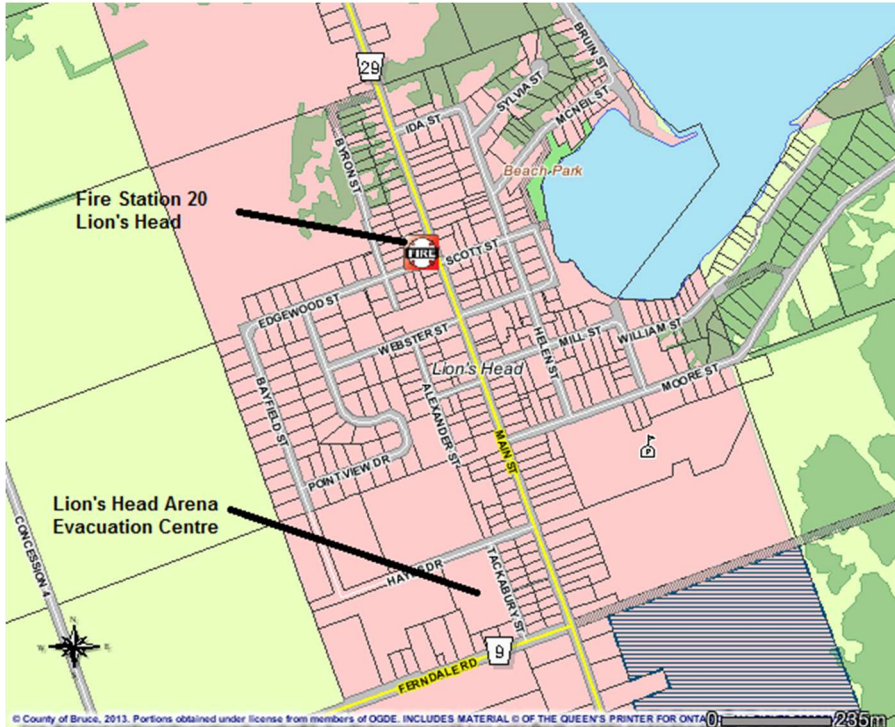 29
BRUIN ST
SYLVIA ST
MCNEIL ST
IDA ST
BYRON ST
Beach Park
Fire Station 20
Lion's Head
FIRE
SCOTT ST
EDGEWOOD ST
WEBSTER ST
HELEN ST
MILL ST
WILLIAM ST
Lion's Head
MOORE ST
BAYFIELD ST
ALEXANDER ST
MAIN ST
POINT VIEW DR
Lion's Head Arena
Evacuation Centre
CONCESSION 4
HAYES DR
TACKABURY ST
N
W
E
S
9
FERNDALE RD
© County of Bruce, 2013. Portions obtained under license from members of OGDE. INCLUDES MATERIAL © OF THE QUEEN'S PRINTER FOR
0 235m